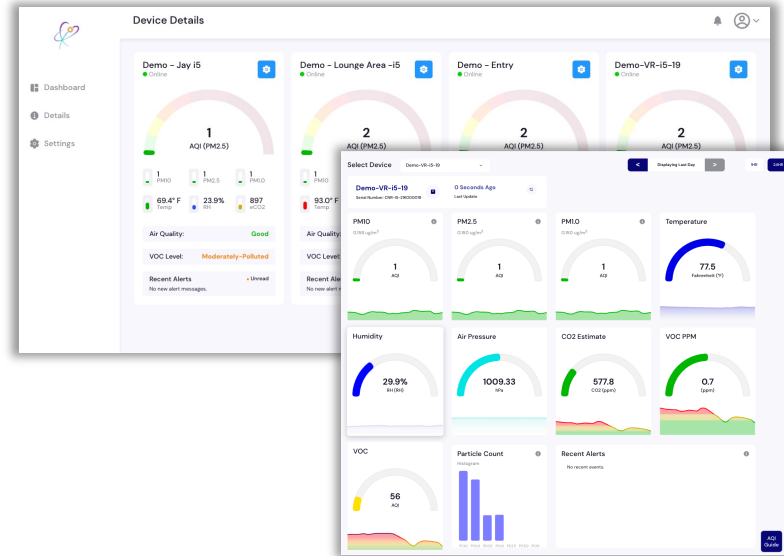 Device Details
Dashboard
Details
Settings
Demo - Jay i5
Online
1
AQI (PM2.5)
1
PM10
1
PM2.5
1
PM1.0
69.4° F
Temp
23.9%
RH
897
eCO2
Air Quality:
Good
VOC Level:
Moderately-Polluted
Recent Alerts
Unread
No new alert messages.
Demo - Lounge Area -i5
Online
2
AQI (PM2.5)
1
PM10
93.0° F
Temp
Air Quality:
VOC Level:
Recent Ale
No new alert
Demo - Entry
Online
2
AQI (PM2.5)
Demo-VR-i5-19
Online
2
AQI (PM2.5)
Select Device
Demo-VR-i5-19
<
Displaying Last Day
>
1HR
24HR
Demo-VR-i5-19
0 Seconds Ago
Last Update
PM10
1
AQI
PM2.5
1
AQI
PM1.0
1
AQI
Temperature
77.5
Fahrenheit (°F)
Humidity
29.9%
RH (RH)
Air Pressure
1009.33
hPa
CO2 Estimate
577.8
CO2 (ppm)
VOC PPM
0.7
(ppm)
VOC
56
AQI
Particle Count
Histogram
Recent Alerts
No recent events.
AQI
Guide